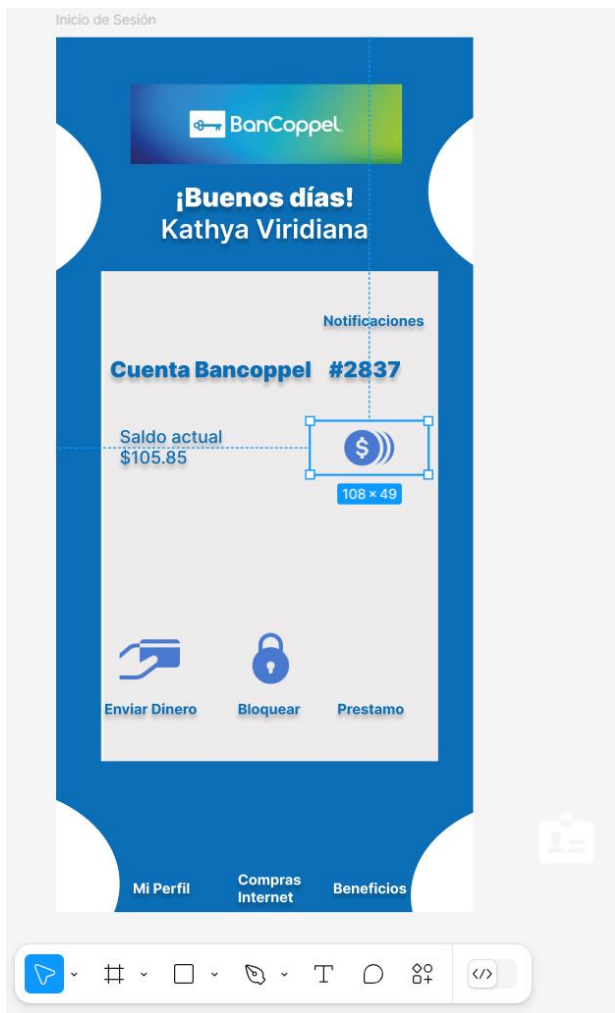 Inicio de Sesión
BanCoppel.
¡Buenos días!
Kathya Viridiana
Notificaciones
Cuenta Bancoppel #2837
Saldo actual
$105.85
$
108 × 49
Enviar Dinero
Bloquear
Prestamo
Mi Perfil
Compras
Internet
Beneficios
T
</>